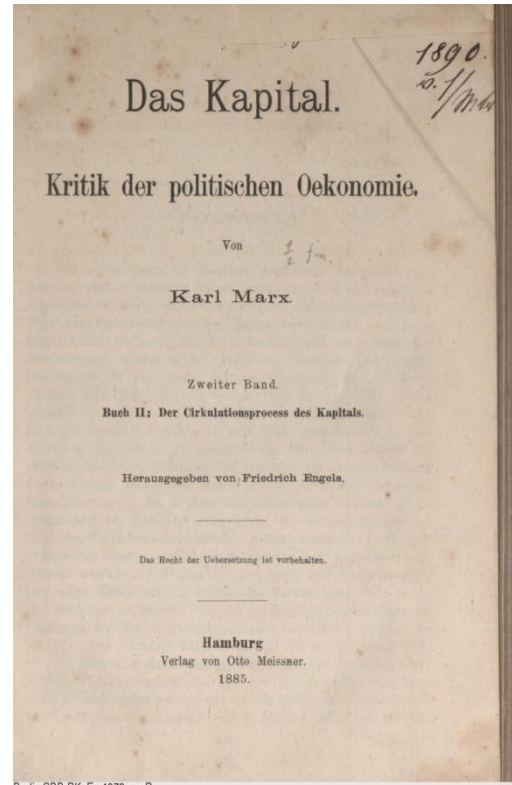 1890.
Das Kapital.
Kritik der politischen Oekonomie.
Von
Karl Marx.
Zweiter Band.
Buch II: Der Cirkulationsprocess des Kapitals.
Herausgegeben von Friedrich Engels.
Das Recht der Uebersetzung ist vorbehalten.
Hamburg
Verlag von Otto Meissner.
1885.